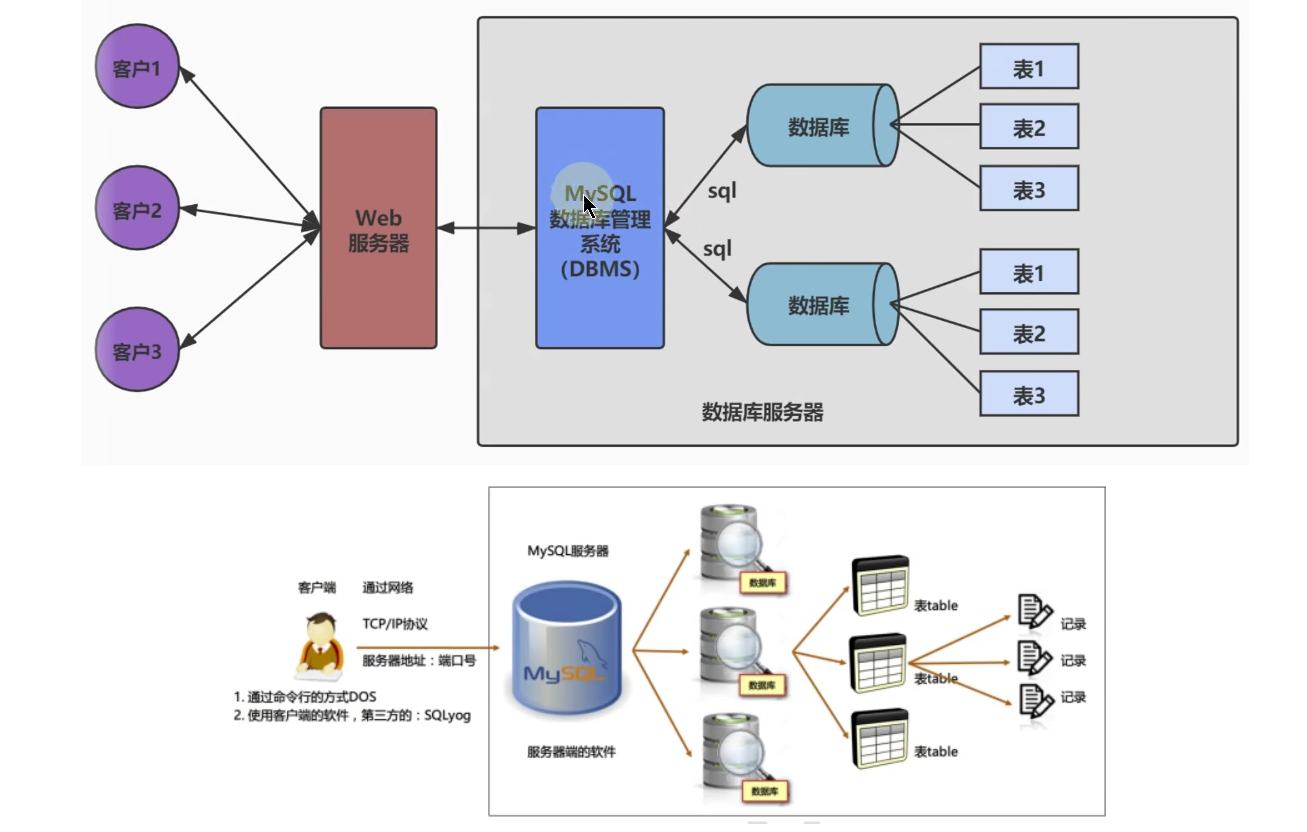 客户1
客户2
客户3
Web
服务器
MySQL
数据库管理
系统
(DBMS)
sql
sql
数据库
数据库
表1
表2
表3
表1
表2
表3
数据库服务器
客户端
通过网络
TCP/IP协议
服务器地址：端口号
1. 通过命令行的方式DOS
2. 使用客户端的软件，第三方的：SQLyog
MySQL服务器
MySQL
服务器端的软件
数据库
数据库
数据库
表table
表table
表table
记录
记录
记录